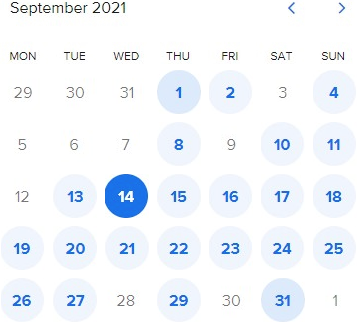 September 2021
MON TUE WED THU FRI SAT SUN
29 30 31 1 2 3 4
5 6 7 8 9 10 11
12 13 14 15 16 17 18
19 20 21 22 23 24 25
26 27 28 29 30 31 1